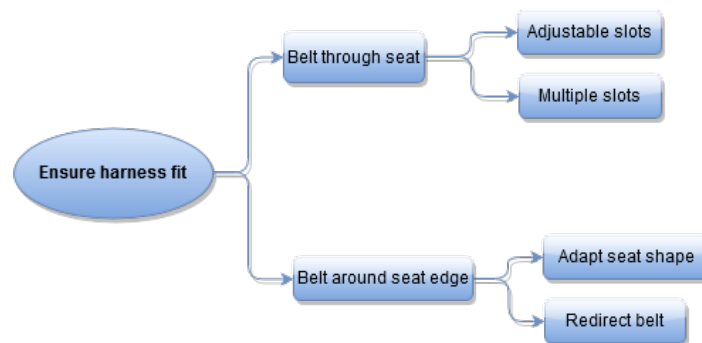 Ensure harness fit
Belt through seat
Adjustable slots
Multiple slots
Belt around seat edge
Adapt seat shape
Redirect belt